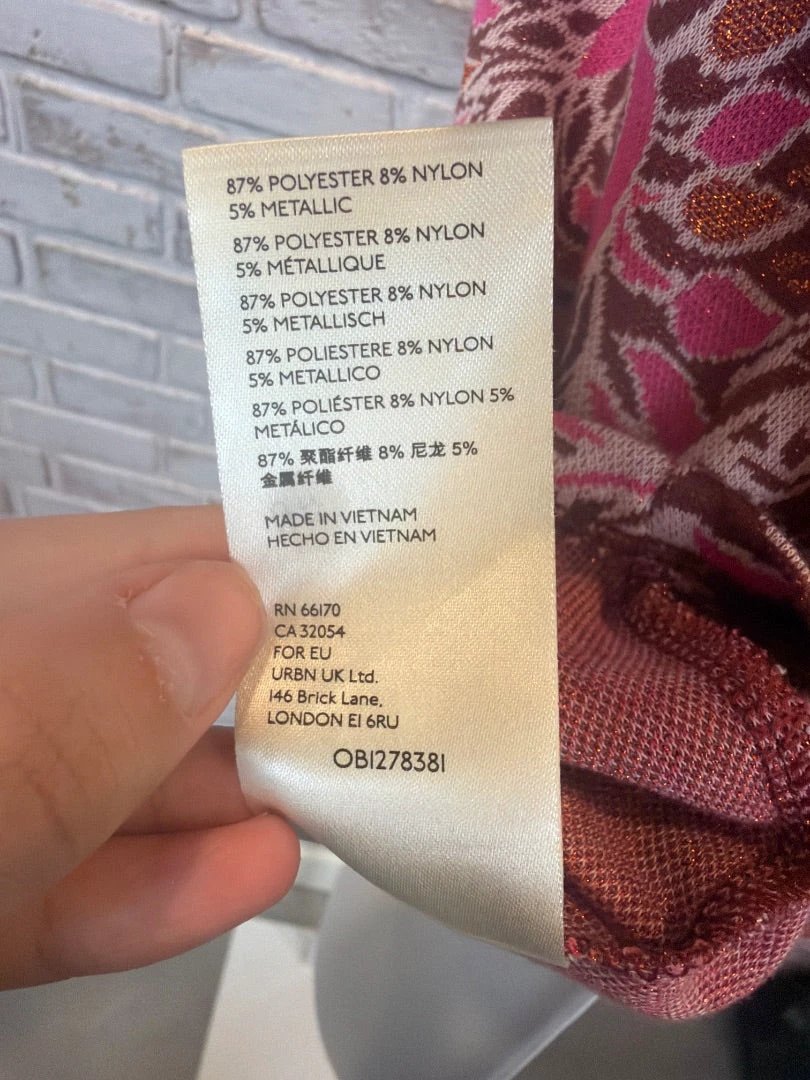 87% POLYESTER 8% NYLON
5% METALLIC
87% POLYESTER 8% NYLON
5% MÉTALLIQUE
87% POLYESTER 8% NYLON
5% METALLISCH
87% POLIESTERE 8% NYLON
5% METALLICO
87% POLIÉSTER 8% NYLON 5%
METÁLICO
87% 聚酯纤维 8% 尼龙 5%
金属纤维
MADE IN VIETNAM
HECHO EN VIETNAM
RN 66170
CA 32054
FOR EU
URBN UK Ltd.
146 Brick Lane,
LONDON E1 6RU
OB1278381